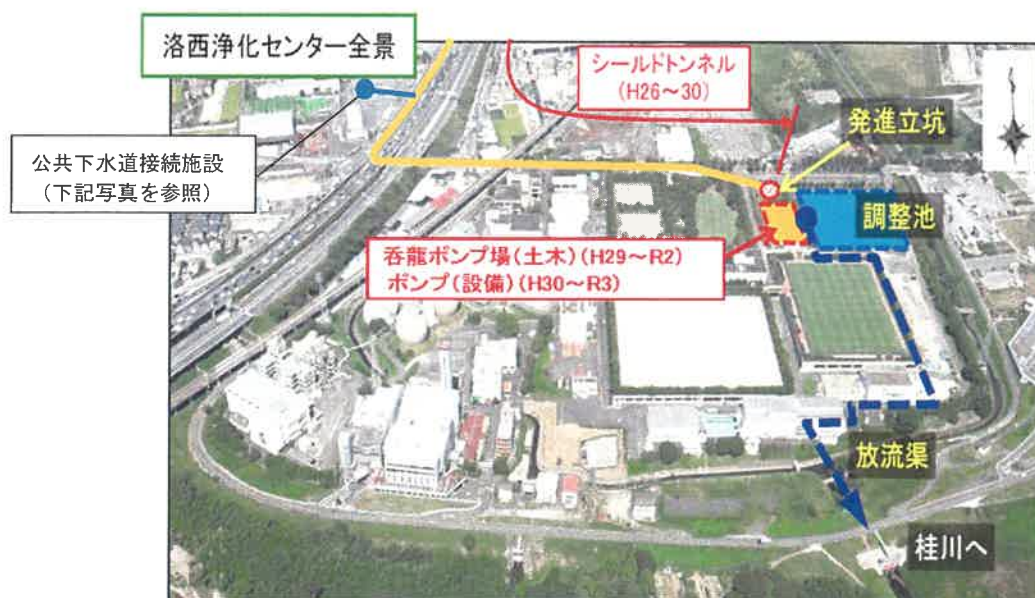 洛西浄化センター全景
シールドトンネル
(H26~30)
発進立坑
公共下水道接続施設
(下記写真を参照)
調整池
呑龍ポンプ場(土木)(H29~R2)
ポンプ(設備)(H30~R3)
放流渠
桂川へ